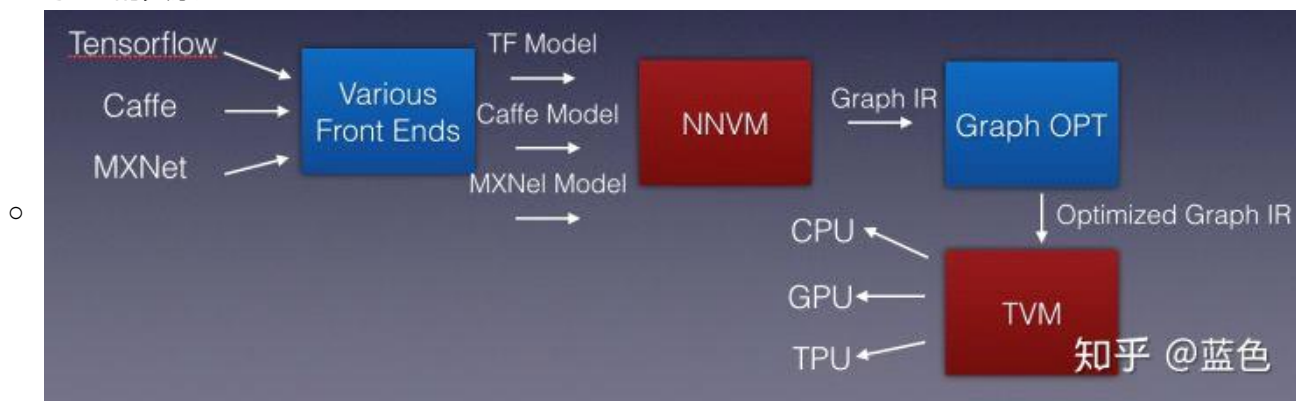 Tensorflow
Caffe
MXNet
Various
Front Ends
TF Model
Caffe Model
MXNel Model
NNVM
Graph IR
Graph OPT
Optimized Graph IR
CPU
GPU
TPU
TVM
知乎 @蓝色